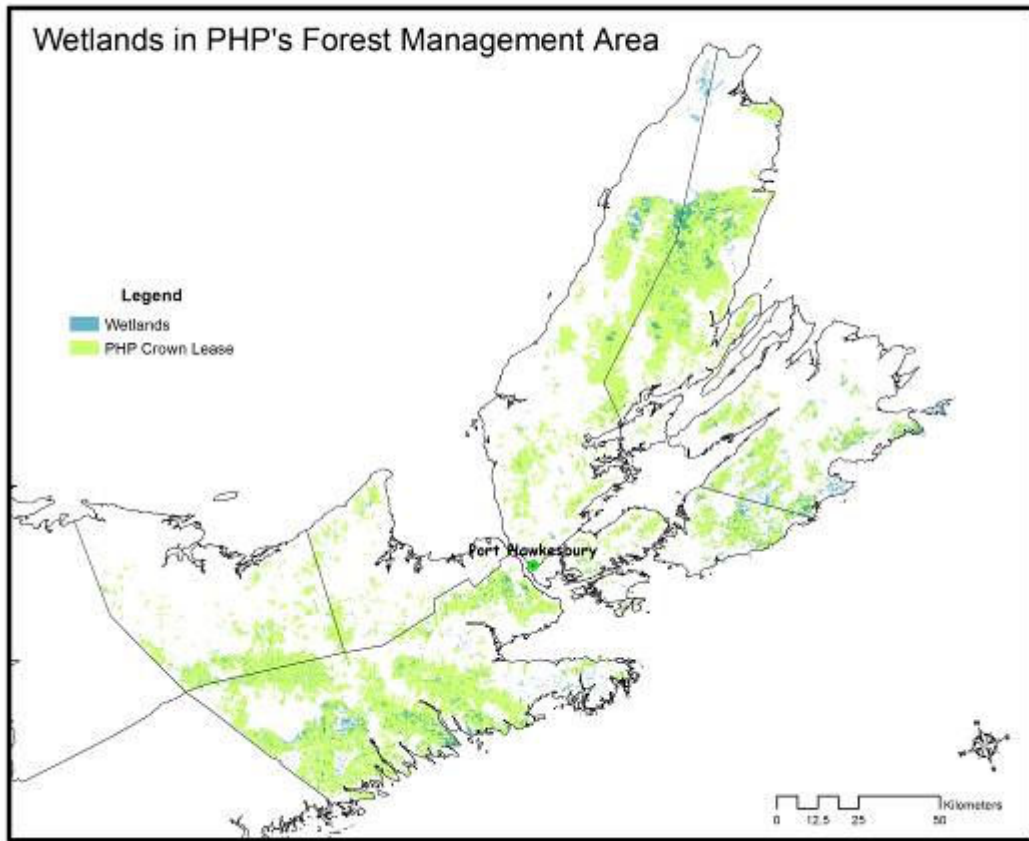 Wetlands in PHP's Forest Management Area
Legend
Wetlands
PHP Crown Lease
Port Hawkesbury
Kilometers
0 12.5 25 50